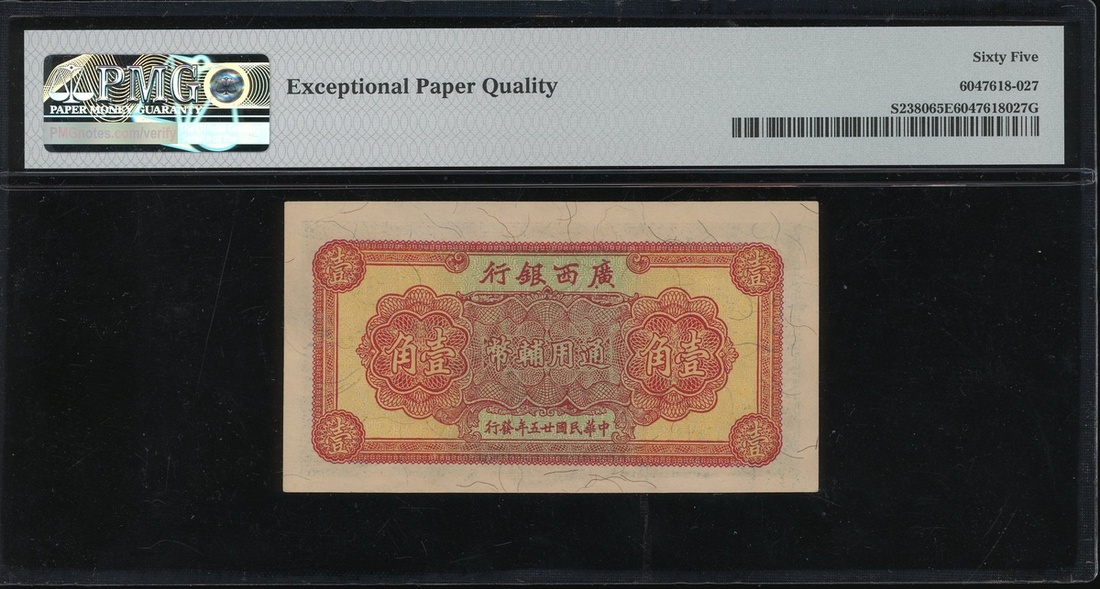 PMG
PAPER MONEY GUARANTY
PMGnotes.com/verify
Exceptional Paper Quality
Sixty Five
6047618-027
S238065E6047618027G
壹 壹
行銀西廣
角壹 幣輔用通 角壹
行發年五廿國民華中
壹 壹